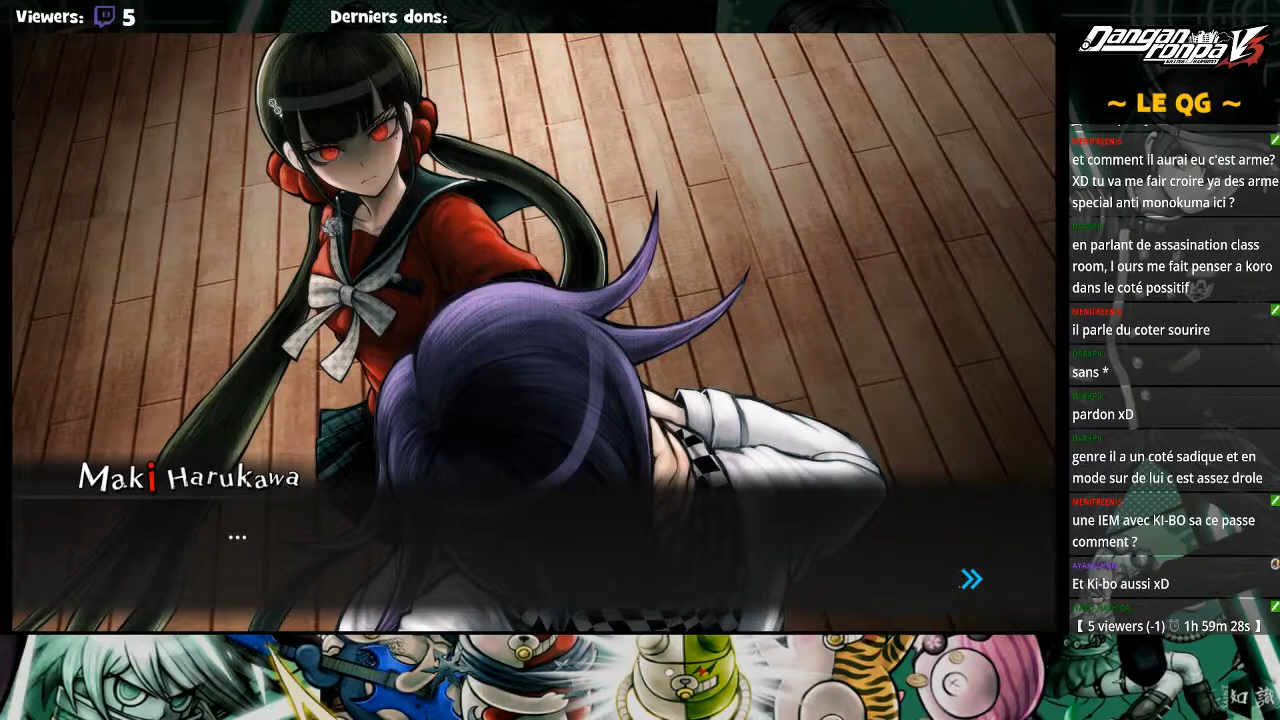 Viewers: 5
Derniers dons:
Danganronpa V3
KILLING HARMONY
~ LE QG ~
et comment il aurai eu c'est arme?
XD tu va me fair croire ya des arme
special anti monokuma ici ?
en parlant de assasination class
room, l ours me fait penser a koro
dans le coté possitif
il parle du coter sourire
sans *
pardon xD
genre il a un coté sadique et en
mode sur de lui c est assez drole
une IEM avec KI-BO sa ce passe
comment ?
Et Ki-bo aussi xD
【 5 viewers (-1) ⏰ 1h 59m 28s 】
Maki Harukawa
...
知識